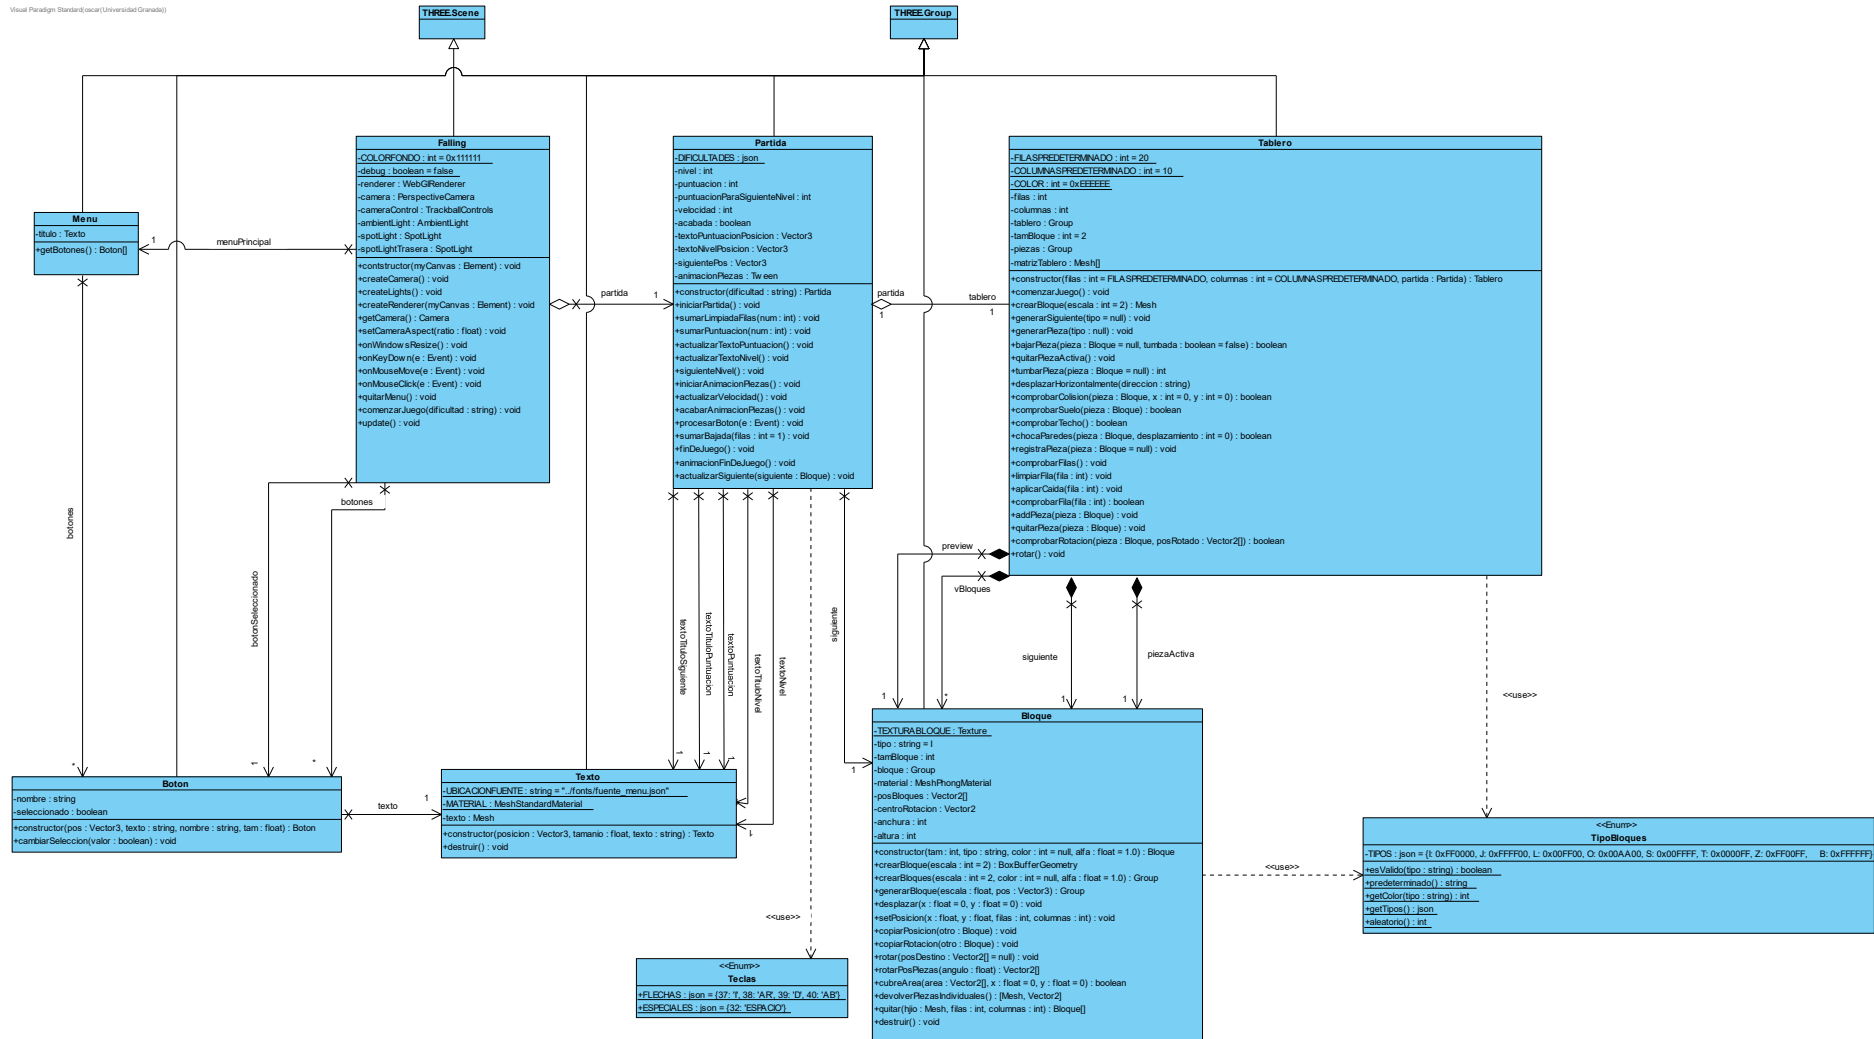 Visual Paradigm Standard(oscar(Universidad Granada))
THREE.Scene
THREE.Group
Menu
-titulo : Texto
+getBotones() : Boton[]
1
menuPrincipal
Falling
-COLORFONDO : int = 0x111111
-debug : boolean = false
-renderer : WebGlRenderer
-camera : PerspectiveCamera
-cameraControl : TrackballControls
-ambientLight : AmbientLight
-spotLight : SpotLight
-spotLightTrasera : SpotLight
+contstructor(myCanvas : Element) : void
+createCamera() : void
+createLights() : void
+createRenderer(myCanvas : Element) : void
+getCamera() : Camera
+setCameraAspect(ratio : float) : void
+onWindowsResize() : void
+onKeyDown(e : Event) : void
+onMouseMove(e : Event) : void
+onMouseClick(e : Event) : void
+quitarMenu() : void
+comenzarJuego(dificultad : string) : void
+update() : void
partida
1
Partida
-DIFICULTADES : json
-nivel : int
-puntuacion : int
-puntuacionParaSiguienteNivel : int
-velocidad : int
-acabada : boolean
-textoPuntuacionPosicion : Vector3
-textoNivelPosicion : Vector3
-siguientePos : Vector3
-animacionPiezas : Tween
+constructor(dificultad : string) : Partida
+iniciarPartida() : void
+sumarLimpiadaFilas(num : int) : void
+sumarPuntuacion(num : int) : void
+actualizarTextoPuntuacion() : void
+actualizarTextoNivel() : void
+siguienteNivel() : void
+iniciarAnimacionPiezas() : void
+actualizarVelocidad() : void
+acabarAnimacionPiezas() : void
+procesarBoton(e : Event) : void
+sumarBajada(filas : int = 1) : void
+finDeJuego() : void
+animacionFinDeJuego() : void
+actualizarSiguiente(siguiente : Bloque) : void
partida
1
tablero
1
Tablero
-FILASPREDETERMINADO : int = 20
-COLUMNASPREDETERMINADO : int = 10
-COLOR : int = 0xEEEEEE
-filas : int
-columnas : int
-tablero : Group
-tamBloque : int = 2
-piezas : Group
-matrizTablero : Mesh[]
+constructor(filas : int = FILASPREDETERMINADO, columnas : int = COLUMNASPREDETERMINADO, partida : Partida) : Tablero
+comenzarJuego() : void
+crearBloque(escala : int = 2) : Mesh
+generarSiguiente(tipo = null) : void
+generarPieza(tipo : null) : void
+bajarPieza(pieza : Bloque = null, tumbada : boolean = false) : boolean
+quitarPiezaActiva() : void
+tumbarPieza(pieza : Bloque = null) : int
+desplazarHorizontalmente(direccion : string)
+comprobarColision(pieza : Bloque, x : int = 0, y : int = 0) : boolean
+comprobarSuelo(pieza : Bloque) : boolean
+comprobarTecho() : boolean
+chocaParedes(pieza : Bloque, desplazamiento : int = 0) : boolean
+registraPieza(pieza : Bloque = null) : void
+comprobarFilas() : void
+limpiarFila(fila : int) : void
+aplicarCaida(fila : int) : void
+comprobarFila(fila : int) : boolean
+addPieza(pieza : Bloque) : void
+quitarPieza(pieza : Bloque) : void
+comprobarRotacion(pieza : Bloque, posRotado : Vector2[]) : boolean
+rotar() : void
botones
*
botonSeleccionado
1
botones
*
textoTituloSiguiente
1
textoTituloPuntuacion
1
textoPuntuacion
1
textoTituloNivel
textoNivel
1
siguiente
1
preview
1
vBloques
*
siguiente
1
piezaActiva
1
<<use>>
Boton
-nombre : string
-seleccionado : boolean
+constructor(pos : Vector3, texto : string, nombre : string, tam : float) : Boton
+cambiarSeleccion(valor : boolean) : void
texto
1
Texto
-UBICACIONFUENTE : string = "../fonts/fuente_menu.json"
-MATERIAL : MeshStandardMaterial
-texto : Mesh
+constructor(posicion : Vector3, tamanio : float, texto : string) : Texto
+destruir() : void
<<use>>
<<Enum>>
Teclas
+FLECHAS : json = {37: 'I', 38: 'AR', 39: 'D', 40: 'AB'}
+ESPECIALES : json = {32: 'ESPACIO'}
Bloque
-TEXTURABLOQUE : Texture
-tipo : string = I
-tamBloque : int
-bloque : Group
-material : MeshPhongMaterial
-posBloques : Vector2[]
-centroRotacion : Vector2
-anchura : int
-altura : int
+constructor(tam : int, tipo : string, color : int = null, alfa : float = 1.0) : Bloque
+crearBloque(escala : int = 2) : BoxBufferGeometry
+crearBloques(escala : int = 2, color : int = null, alfa : float = 1.0) : Group
+generarBloque(escala : float, pos : Vector3) : Group
+desplazar(x : float = 0, y : float = 0) : void
+setPosicion(x : float, y : float, filas : int, columnas : int) : void
+copiarPosicion(otro : Bloque) : void
+copiarRotacion(otro : Bloque) : void
+rotar(posDestino : Vector2[] = null) : void
+rotarPosPiezas(angulo : float) : Vector2[]
+cubreArea(area : Vector2[], x : float = 0, y : float = 0) : boolean
+devolverPiezasIndividuales() : [Mesh, Vector2]
+quitar(hjio : Mesh, filas : int, columnas : int) : Bloque[]
+destruir() : void
<<use>>
<<Enum>>
TipoBloques
-TIPOS : json = {I: 0xFF0000, J: 0xFFFF00, L: 0x00FF00, O: 0x00AA00, S: 0x00FFFF, T: 0x0000FF, Z: 0xFF00FF, B: 0xFFFFFF}
+esValido(tipo : string) : boolean
+predeterminado() : string
+getColor(tipo : string) : int
+getTipos() : json
+aleatorio() : int